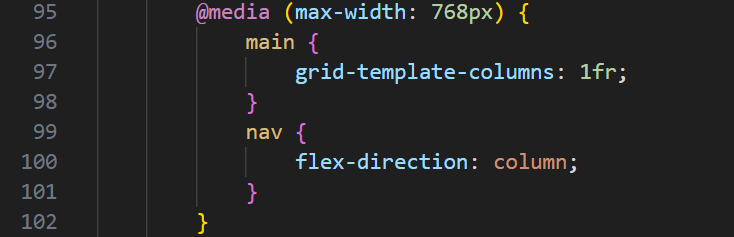 95 @media (max-width: 768px) {
96 main {
97 grid-template-columns: 1fr;
98 }
99 nav {
100 flex-direction: column;
101 }
102 }